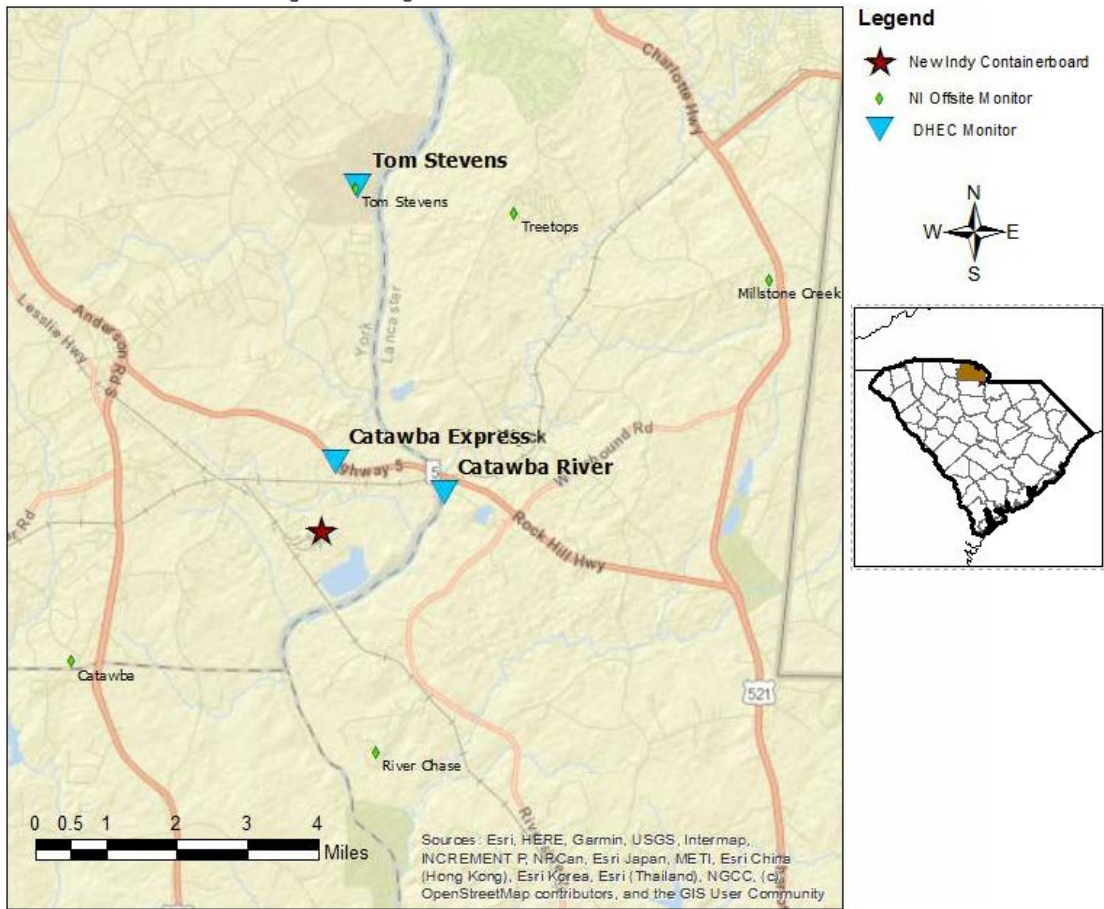 Charlotte Hwy
Tom Stevens
Tom Stevens
Treetops
Millstone Creek
Lesslie Hwy
Anderson Rd S
York
Lancaster
Catawba Express
Highway 5
5
Catawba River
Rock Hill Hwy
521
Catawba
River Chase
0 0.5 1 2 3 4
Miles
Sources: Esri, HERE, Garmin, USGS, Intermap,
INCREMENT P, NRCan, Esri Japan, METI, Esri China
(Hong Kong), Esri Korea, Esri (Thailand), NGCC, (c)
OpenStreetMap contributors, and the GIS User Community
Legend
New Indy Containerboard
NI Offsite Monitor
DHEC Monitor
N
W E
S